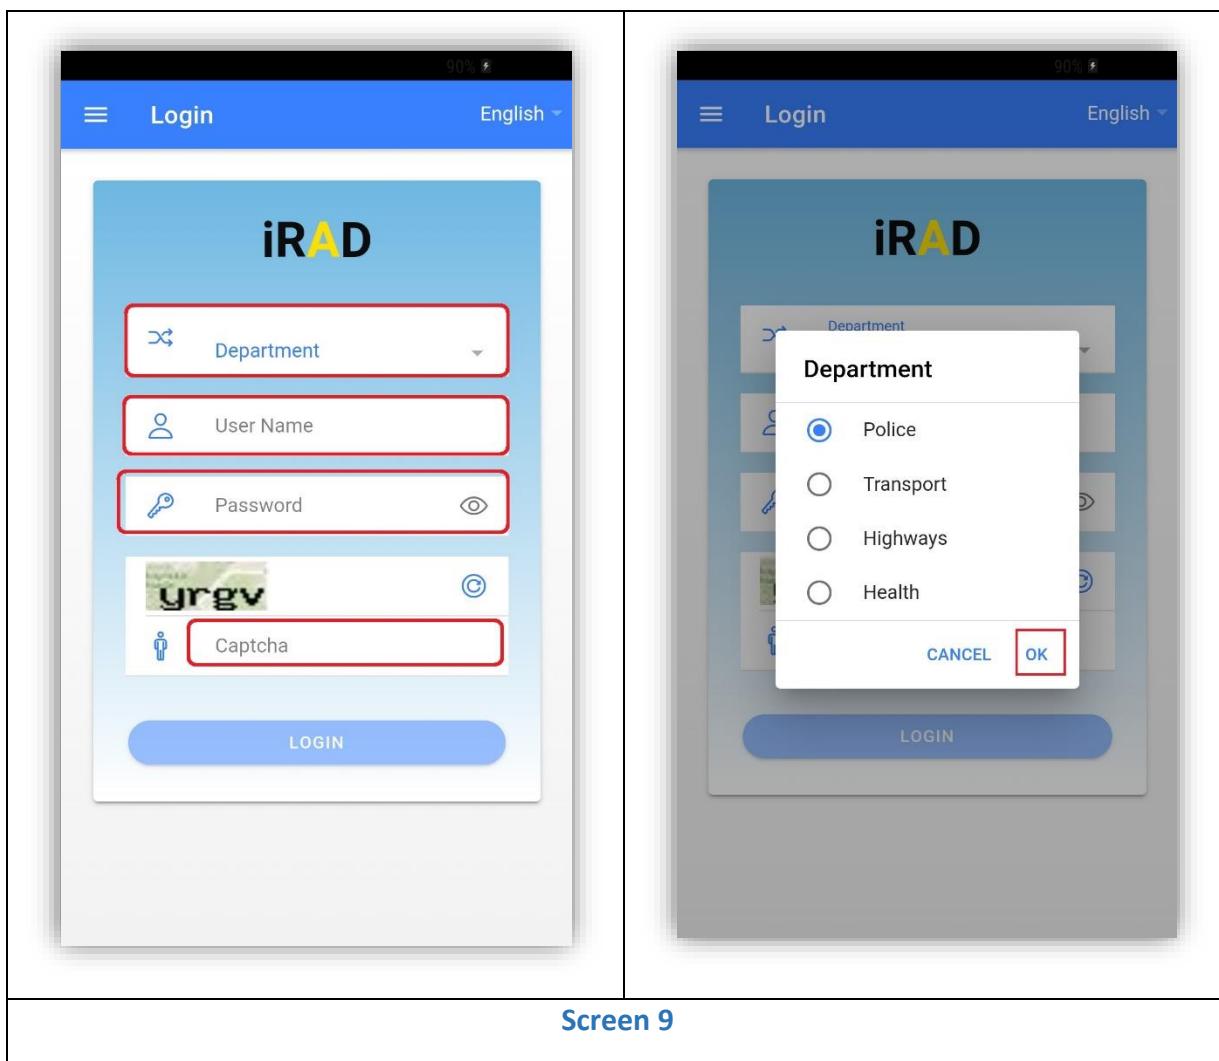 90%
Login English
iRAD
Department
User Name
Password
yrgv
Captcha
LOGIN
90%
Login English
iRAD
Department
Department
Police
Transport
Highways
Health
CANCEL OK
LOGIN
Screen 9